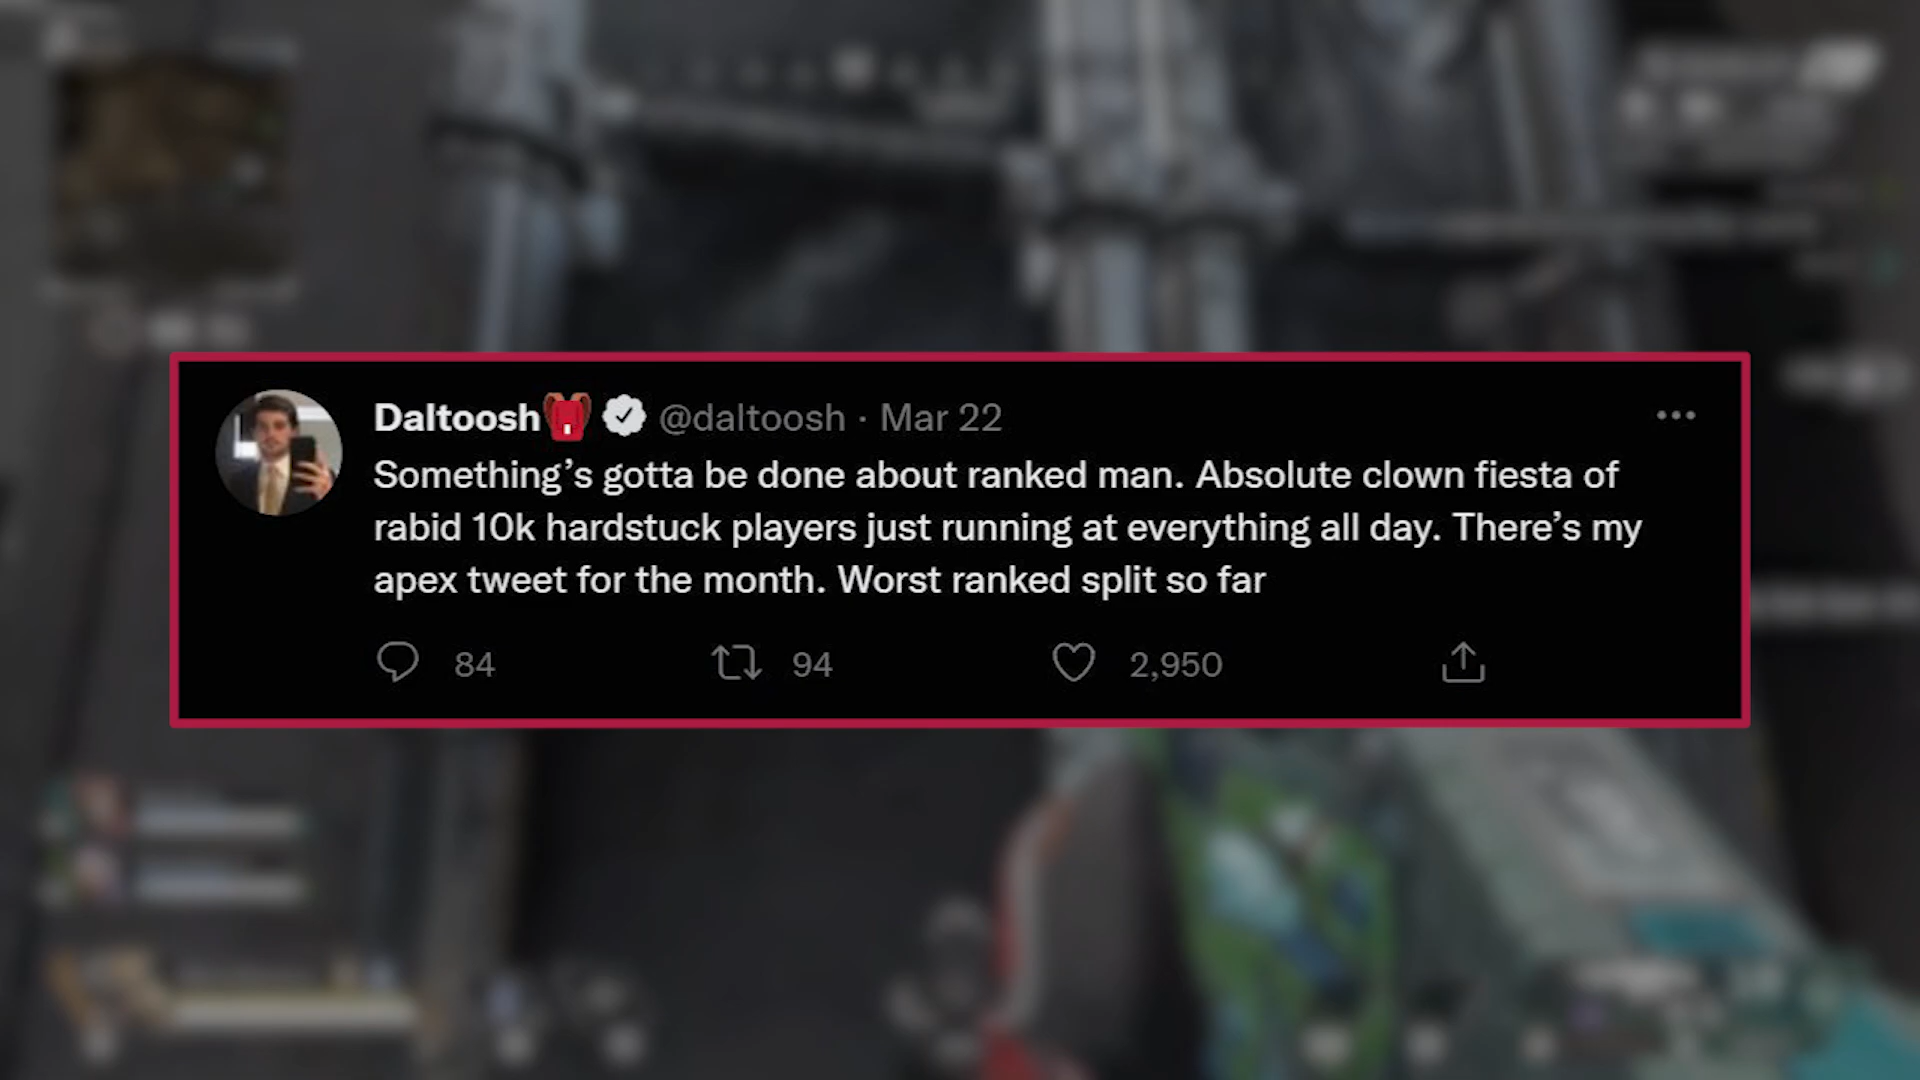 Daltoosh🎒 @daltoosh · Mar 22
Something’s gotta be done about ranked man. Absolute clown fiesta of
rabid 10k hardstuck players just running at everything all day. There’s my
apex tweet for the month. Worst ranked split so far
84 94 2,950